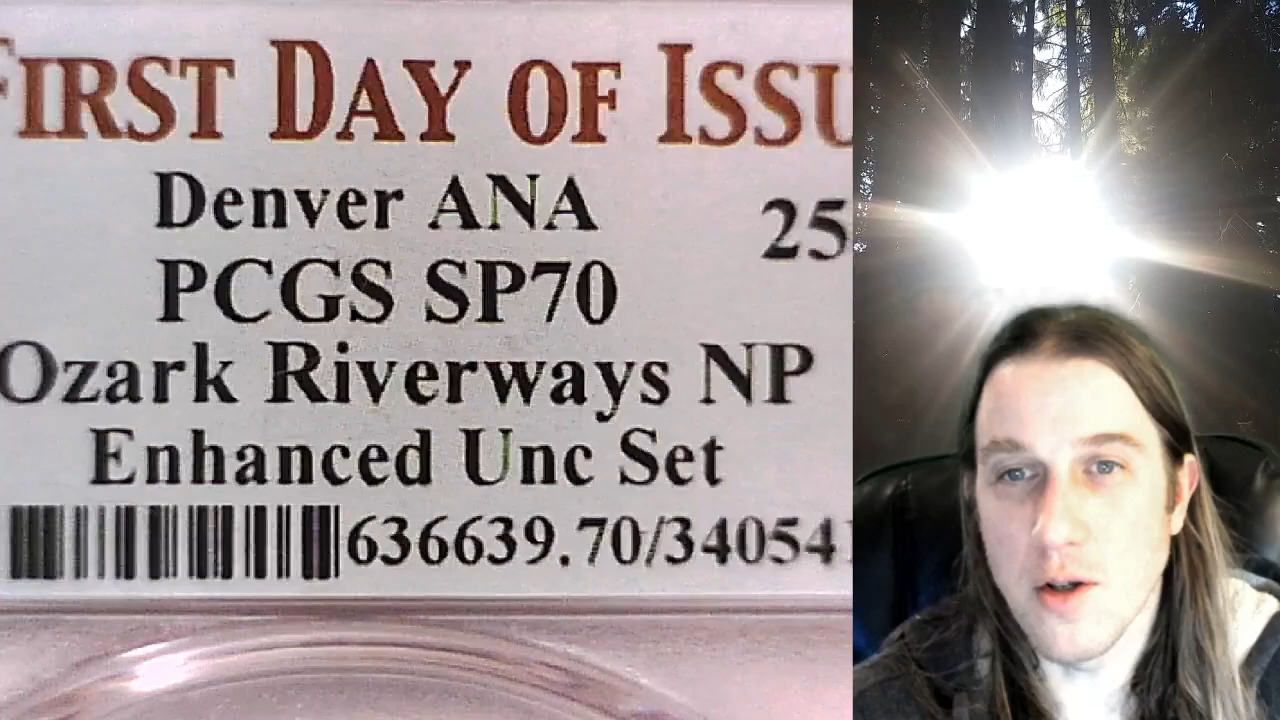 FIRST DAY OF ISSU
Denver ANA
25
PCGS SP70
Ozark Riverways NP
Enhanced Unc Set
636639.70/34054